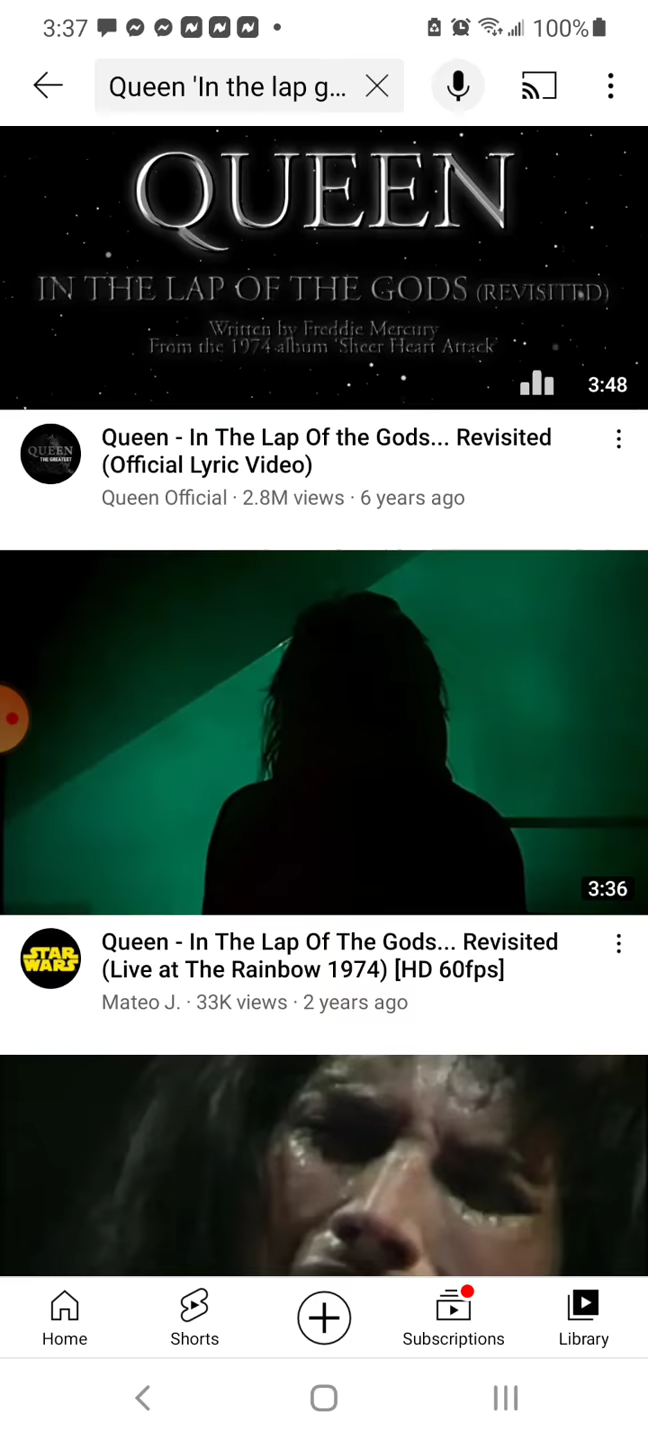 3:37
100%
Queen 'In the lap g...
QUEEN
IN THE LAP OF THE GODS (REVISITED)
Written by Freddie Mercury
From the 1974 album 'Sheer Heart Attack'
3:48
QUEEN
THE GREATEST
Queen - In The Lap Of the Gods... Revisited
(Official Lyric Video)
Queen Official · 2.8M views · 6 years ago
3:36
STAR
WARS
Queen - In The Lap Of The Gods... Revisited
(Live at The Rainbow 1974) [HD 60fps]
Mateo J. · 33K views · 2 years ago
Home
Shorts
Subscriptions
Library